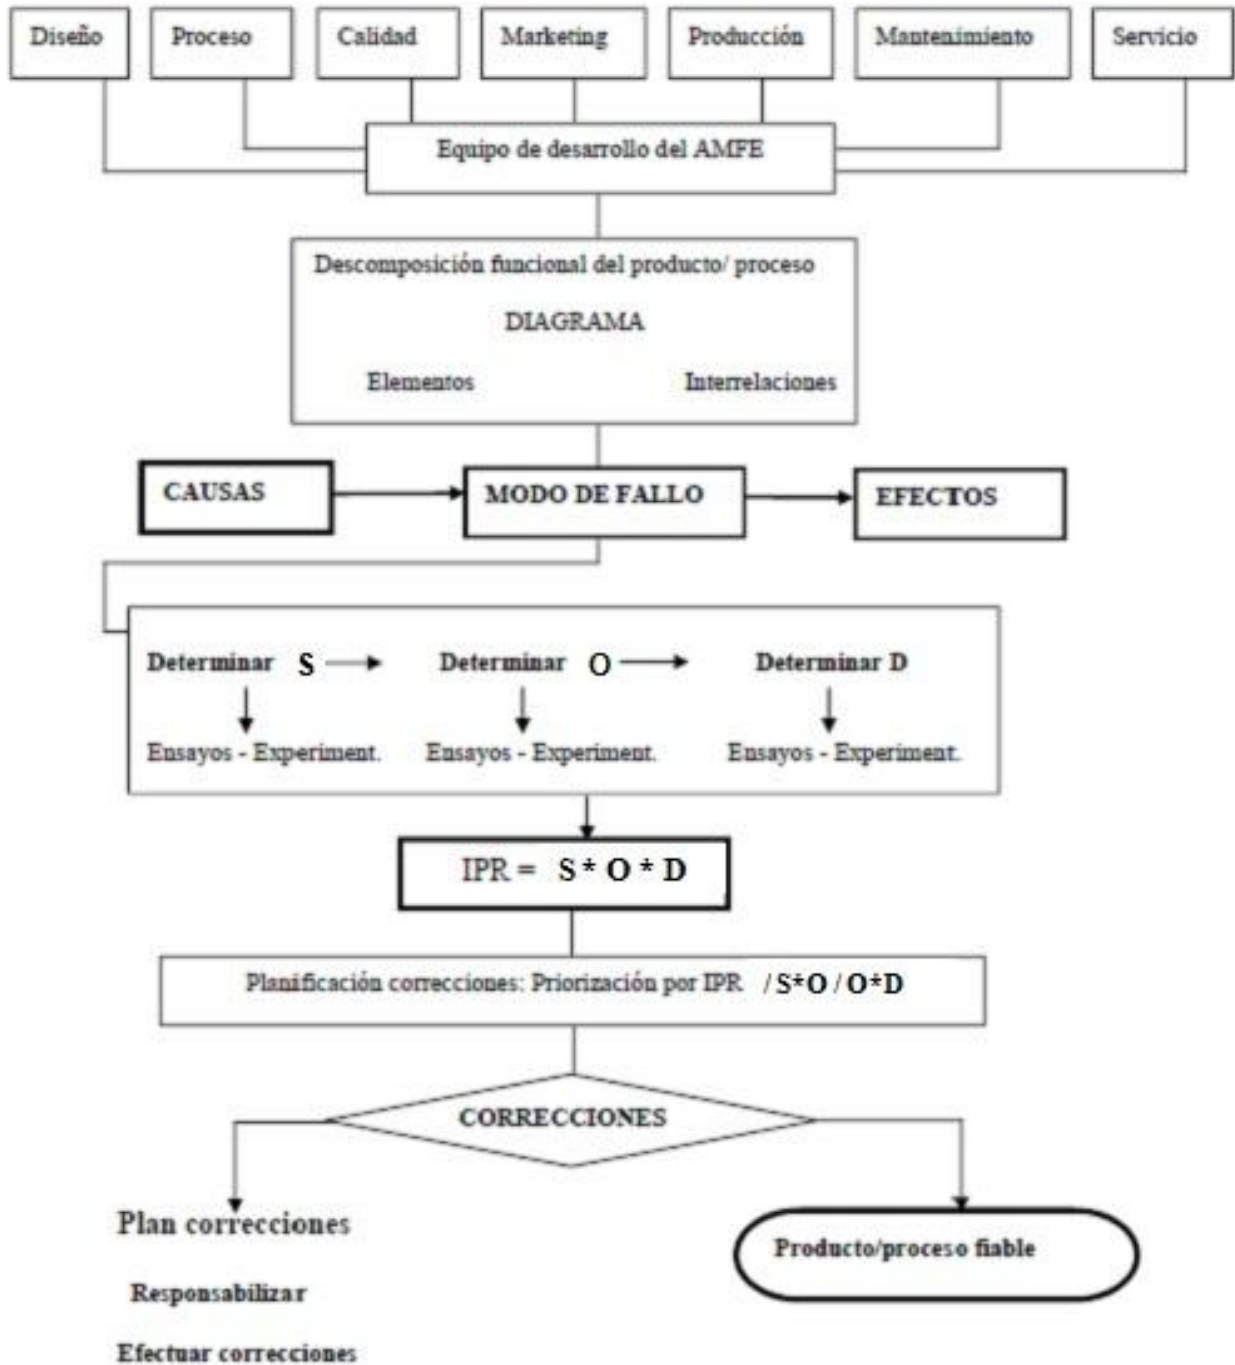 Diseño
Proceso
Calidad
Marketing
Producción
Mantenimiento
Servicio
Equipo de desarrollo del AMFE
Descomposición funcional del producto/ proceso
DIAGRAMA
Elementos Interrelaciones
CAUSAS
MODO DE FALLO
EFECTOS
Determinar S
Determinar O
Determinar D
Ensayos - Experiment.
Ensayos - Experiment.
Ensayos - Experiment.
IPR = S * O * D
Planificación correcciones: Priorización por IPR / S*O / O*D
CORRECCIONES
Plan correcciones
Producto/proceso fiable
Responsabilizar
Efectuar correcciones